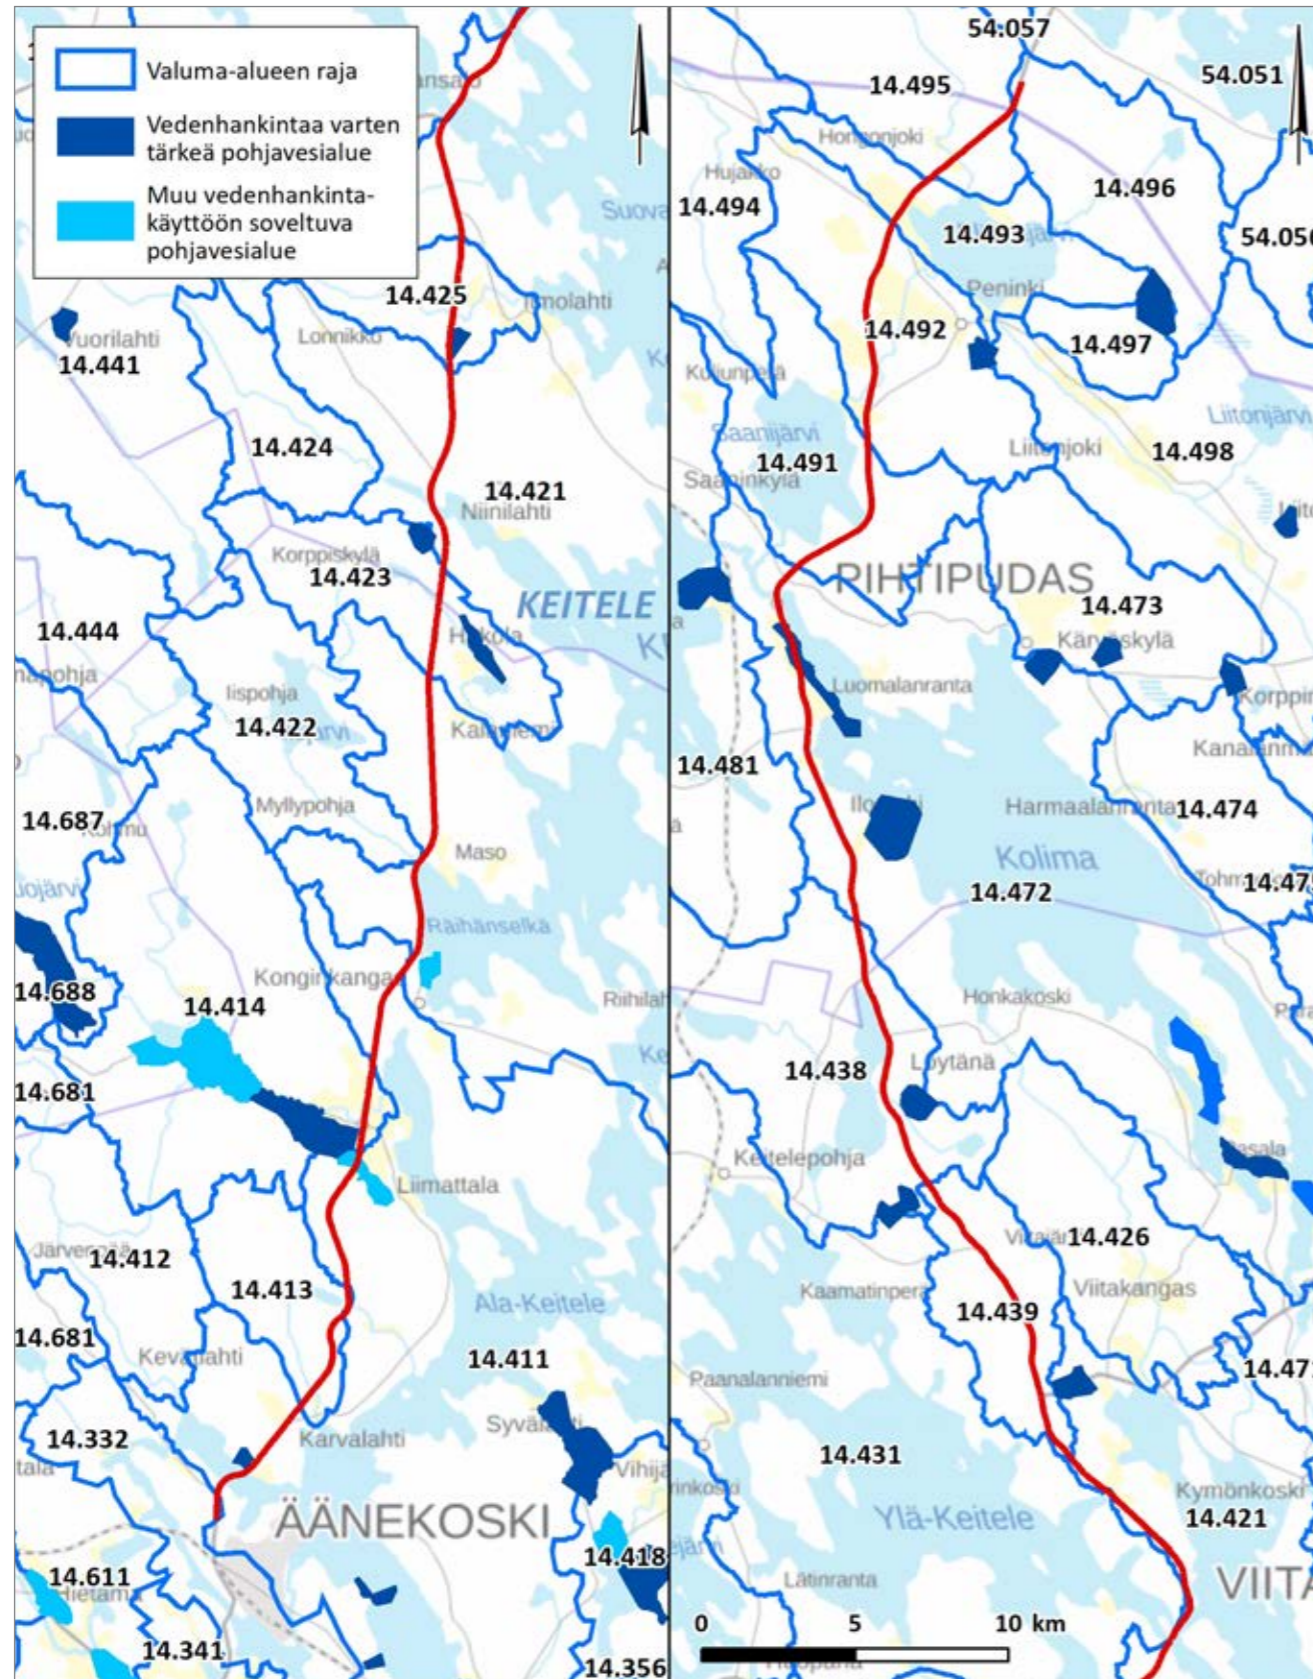 Valuma-alueen raja
Vedenhankintaa varten
tärkeä pohjavesialue
Muu vedenhankinta-
käyttöön soveltuva
pohjavesialue
14.425
Lonnikko
14.441
14.424
14.421
Niinilahti
Korppiskylä
14.423
KEITELE
14.444
Iispohja
14.422
Myllypohja
14.687
Maso
Räihänselkä
14.688
14.414
14.681
Liimattala
14.412
14.413
Ala-Keitele
14.681
14.411
14.332
Karvalahti
ÄÄNEKOSKI
14.418
14.611
14.341
14.356
54.057
14.495
54.051
Hongonjoki
Hujakko
14.494
14.496
14.493
Peninki
14.492
14.497
Saanijärvi
14.491
Liitonjoki
14.498
Liitonjärvi
PIHTIPUDAS
14.473
Luomalanranta
14.481
Harmaalanranta
14.474
Kolima
14.472
Honkakoski
14.438
Löytänä
Keitelepohja
14.426
Viitakangas
14.439
Paanalanniemi
14.431
Ylä-Keitele
Kymönkoski
14.421
Lätinranta
0 5 10 km